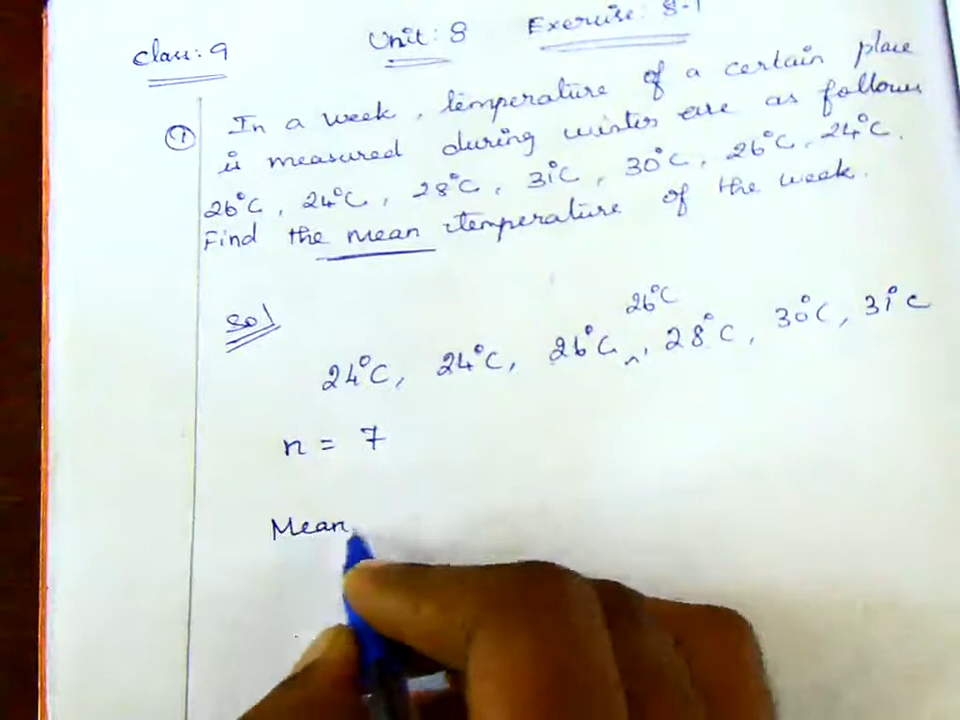 Class: 9 Unit: 8 Exercise: 8-1
① In a week, temperature of a certain place
is measured during winter are as follows
26°C, 24°C, 28°C, 31°C, 30°C, 26°C, 24°C.
Find the mean temperature of the week.
Sol
26°C
24°C, 24°C, 26°C ^, 28°C, 30°C, 31°C
n = 7
Mean